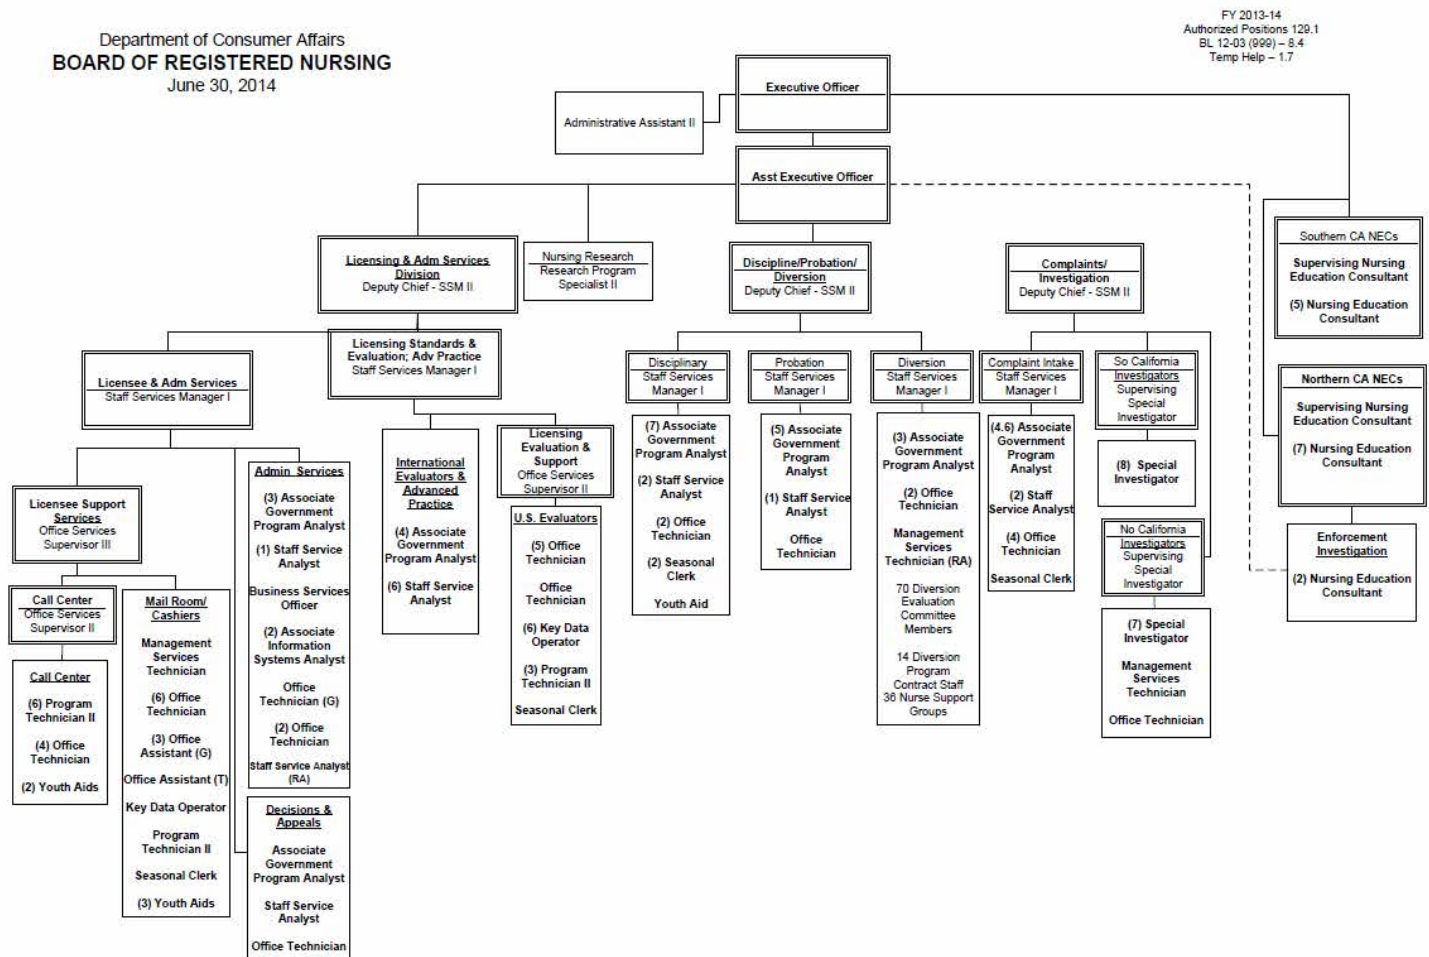 Department of Consumer Affairs
BOARD OF REGISTERED NURSING
June 30, 2014
FY 2013-14
Authorized Positions 129.1
BL 12-03 (999) – 8.4
Temp Help – 1.7
Executive Officer
Administrative Assistant II
Asst Executive Officer
Licensing & Adm Services
Division
Deputy Chief - SSM II
Nursing Research
Research Program
Specialist II
Discipline/Probation/
Diversion
Deputy Chief - SSM II
Complaints/
Investigation
Deputy Chief - SSM II
Southern CA NECs
Supervising Nursing
Education Consultant
(5) Nursing Education
Consultant
Northern CA NECs
Supervising Nursing
Education Consultant
(7) Nursing Education
Consultant
Enforcement
Investigation
(2) Nursing Education
Consultant
Licensee & Adm Services
Staff Services Manager I
Licensing Standards &
Evaluation; Adv Practice
Staff Services Manager I
Disciplinary
Staff Services
Manager I
Probation
Staff Services
Manager I
Diversion
Staff Services
Manager I
Complaint Intake
Staff Services
Manager I
So California
Investigators
Supervising
Special
Investigator
(7) Associate
Government
Program Analyst
(2) Staff Service
Analyst
(2) Office
Technician
(2) Seasonal
Clerk
Youth Aid
(5) Associate
Government
Program
Analyst
(1) Staff Service
Analyst
Office
Technician
(3) Associate
Government
Program Analyst
(2) Office
Technician
Management
Services
Technician (RA)
70 Diversion
Evaluation
Committee
Members
14 Diversion
Program
Contract Staff
36 Nurse Support
Groups
(4.6) Associate
Government
Program
Analyst
(2) Staff
Service Analyst
(4) Office
Technician
Seasonal Clerk
(8) Special
Investigator
No California
Investigators
Supervising
Special
Investigator
(7) Special
Investigator
Management
Services
Technician
Office Technician
Licensee Support
Services
Office Services
Supervisor III
Call Center
Office Services
Supervisor II
Call Center
(6) Program
Technician II
(4) Office
Technician
(2) Youth Aids
Mail Room/
Cashiers
Management
Services
Technician
(6) Office
Technician
(3) Office
Assistant (G)
Office Assistant (T)
Key Data Operator
Program
Technician II
Seasonal Clerk
(3) Youth Aids
Admin Services
(3) Associate
Government
Program Analyst
(1) Staff Service
Analyst
Business Services
Officer
(2) Associate
Information
Systems Analyst
Office
Technician (G)
(2) Office
Technician
Staff Service Analyst
(RA)
Decisions &
Appeals
Associate
Government
Program Analyst
Staff Service
Analyst
Office Technician
International
Evaluators &
Advanced
Practice
(4) Associate
Government
Program Analyst
(6) Staff Service
Analyst
Licensing
Evaluation &
Support
Office Services
Supervisor II
U.S. Evaluators
(5) Office
Technician
Office
Technician
(6) Key Data
Operator
(3) Program
Technician II
Seasonal Clerk